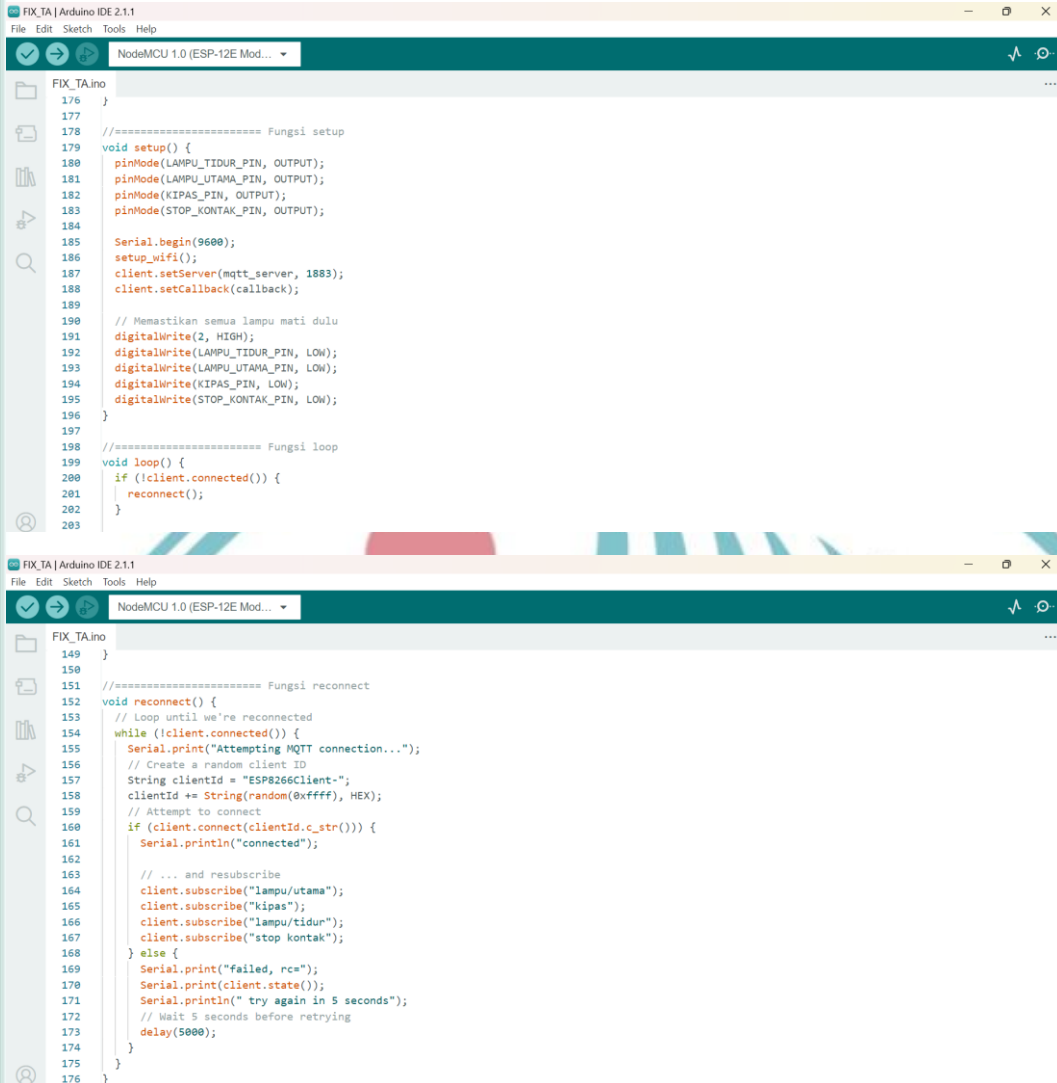 FIX_TA | Arduino IDE 2.1.1
File Edit Sketch Tools Help
NodeMCU 1.0 (ESP-12E Mod...
FIX_TA.ino
176 }
177
178 //======================= Fungsi setup
179 void setup() {
180 pinMode(LAMPU_TIDUR_PIN, OUTPUT);
181 pinMode(LAMPU_UTAMA_PIN, OUTPUT);
182 pinMode(KIPAS_PIN, OUTPUT);
183 pinMode(STOP_KONTAK_PIN, OUTPUT);
184
185 Serial.begin(9600);
186 setup_wifi();
187 client.setServer(mqtt_server, 1883);
188 client.setCallback(callback);
189
190 // Memastikan semua lampu mati dulu
191 digitalWrite(2, HIGH);
192 digitalWrite(LAMPU_TIDUR_PIN, LOW);
193 digitalWrite(LAMPU_UTAMA_PIN, LOW);
194 digitalWrite(KIPAS_PIN, LOW);
195 digitalWrite(STOP_KONTAK_PIN, LOW);
196 }
197
198 //======================= Fungsi loop
199 void loop() {
200 if (!client.connected()) {
201 reconnect();
202 }
203
FIX_TA | Arduino IDE 2.1.1
File Edit Sketch Tools Help
NodeMCU 1.0 (ESP-12E Mod...
FIX_TA.ino
149 }
150
151 //======================= Fungsi reconnect
152 void reconnect() {
153 // Loop until we're reconnected
154 while (!client.connected()) {
155 Serial.print("Attempting MQTT connection...");
156 // Create a random client ID
157 String clientId = "ESP8266Client-";
158 clientId += String(random(0xffff), HEX);
159 // Attempt to connect
160 if (client.connect(clientId.c_str())) {
161 Serial.println("connected");
162
163 // ... and resubscribe
164 client.subscribe("lampu/utama");
165 client.subscribe("kipas");
166 client.subscribe("lampu/tidur");
167 client.subscribe("stop kontak");
168 } else {
169 Serial.print("failed, rc=");
170 Serial.print(client.state());
171 Serial.println(" try again in 5 seconds");
172 // Wait 5 seconds before retrying
173 delay(5000);
174 }
175 }
176 }